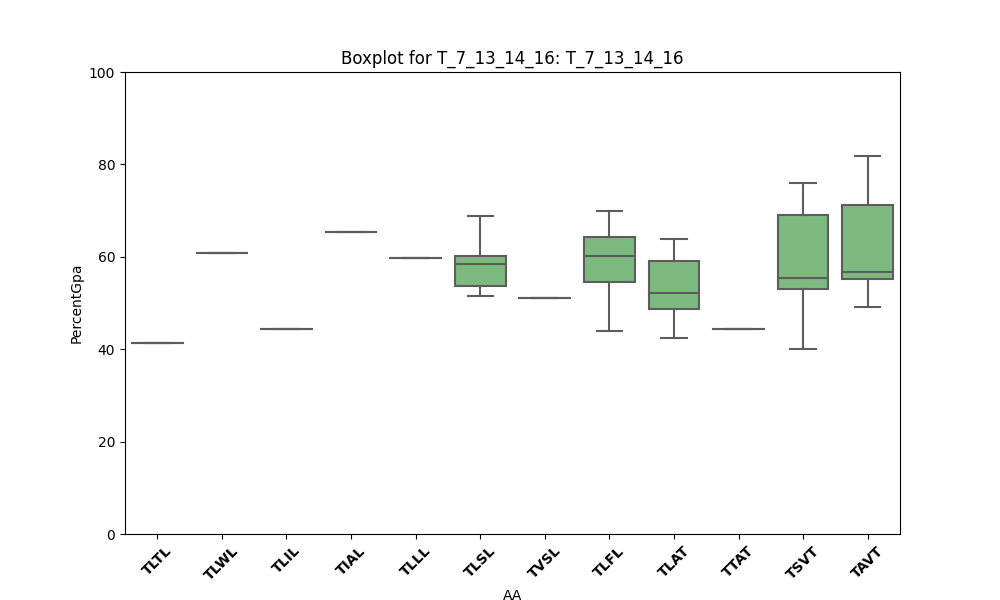 Boxplot for T_7_13_14_16: T_7_13_14_16
100
80
60
40
20
0
PercentGpa
TLTL
TLWL
TLIL
TIAL
TLLL
TLSL
TVSL
TLFL
TLAT
TTAT
TSVT
TAVT
AA